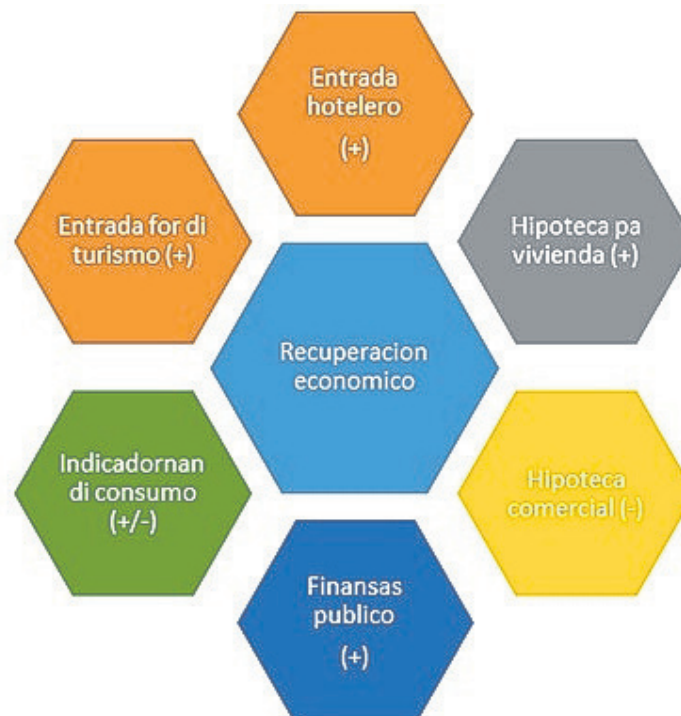 Entrada
hotelero
(+)
Entrada for di
turismo (+)
Hipoteca pa
vivienda (+)
Recuperacion
economico
Indicadornan
di consumo
(+/-)
Hipoteca
comercial (-)
Finansas
publico
(+)